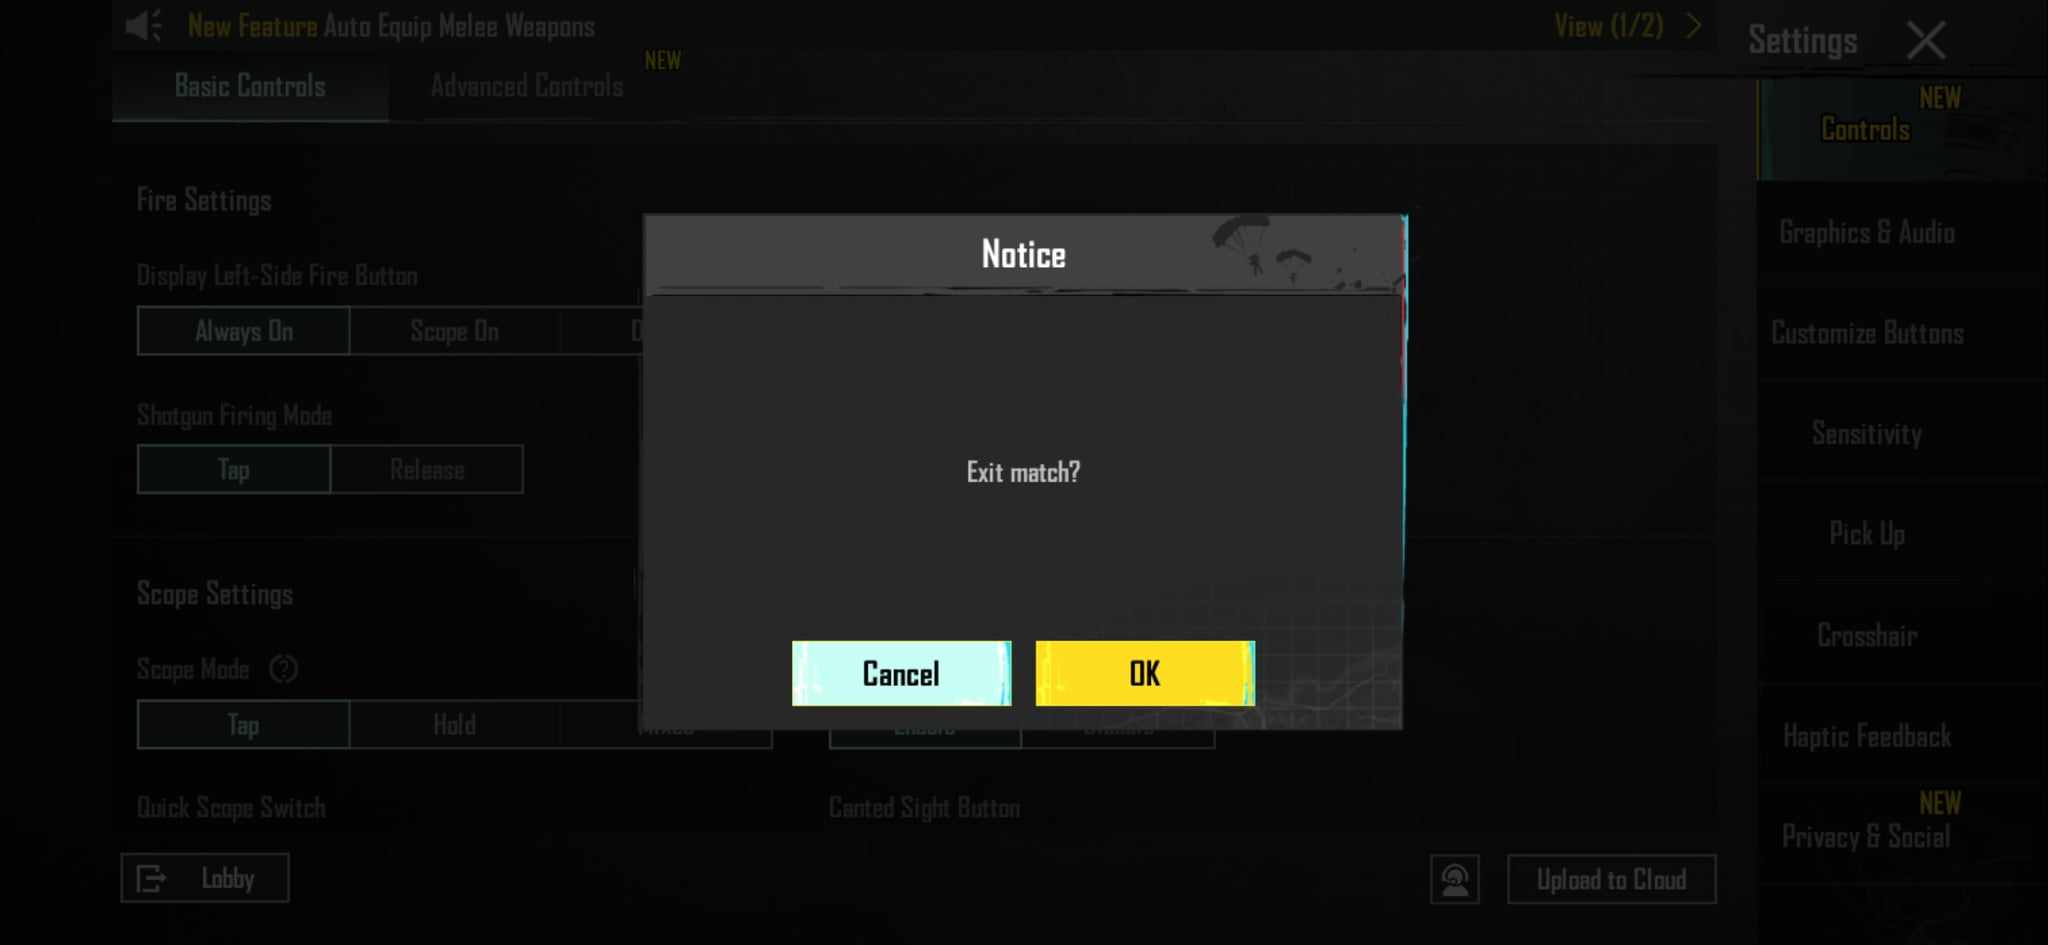 New Feature Auto Equip Melee Weapons
View (1/2)
Settings
Basic Controls
Advanced Controls
NEW
NEW
Controls
Graphics & Audio
Customize Buttons
Sensitivity
Pick Up
Crosshair
Haptic Feedback
NEW
Privacy & Social
Fire Settings
Display Left-Side Fire Button
Always On
Scope On
Shotgun Firing Mode
Tap
Release
Scope Settings
Scope Mode
Tap
Hold
Mixed
Quick Scope Switch
Canted Sight Button
Notice
Exit match?
Cancel
OK
Lobby
Upload to Cloud